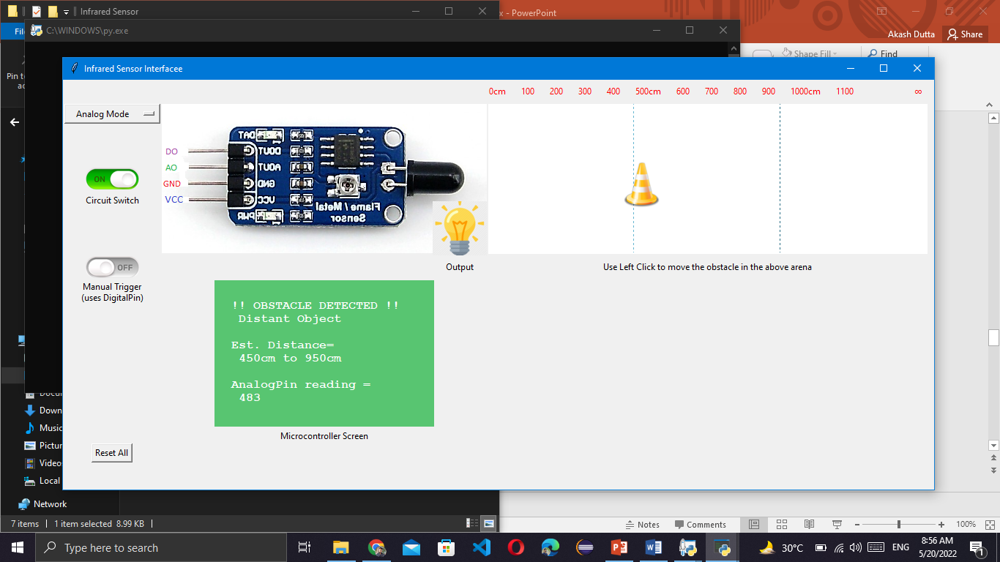 Infrared Sensor
x - PowerPoint
File
C:\WINDOWS\py.exe
Akash Dutta
Share
Shape Fill
Find
Pin to
Infrared Sensor Interfacee
0cm 100 200 300 400 500cm 600 700 800 900 1000cm 1100 ∞
Analog Mode
DO
AO
GND
VCC
DAT
DOUT
AOUT
GND
VCC
PWR
Flame / Metal
Sensor
ON
Circuit Switch
OFF
Manual Trigger
(uses DigitalPin)
Output
Use Left Click to move the obstacle in the above arena
!! OBSTACLE DETECTED !!
Distant Object
Est. Distance=
450cm to 950cm
AnalogPin reading =
483
Microcontroller Screen
Reset All
Docu
Down
Music
Pictur
Video
Local
Network
7 items
1 item selected 8.99 KB
Notes
Comments
100%
Type here to search
30°C
ENG
8:56 AM
5/20/2022
1